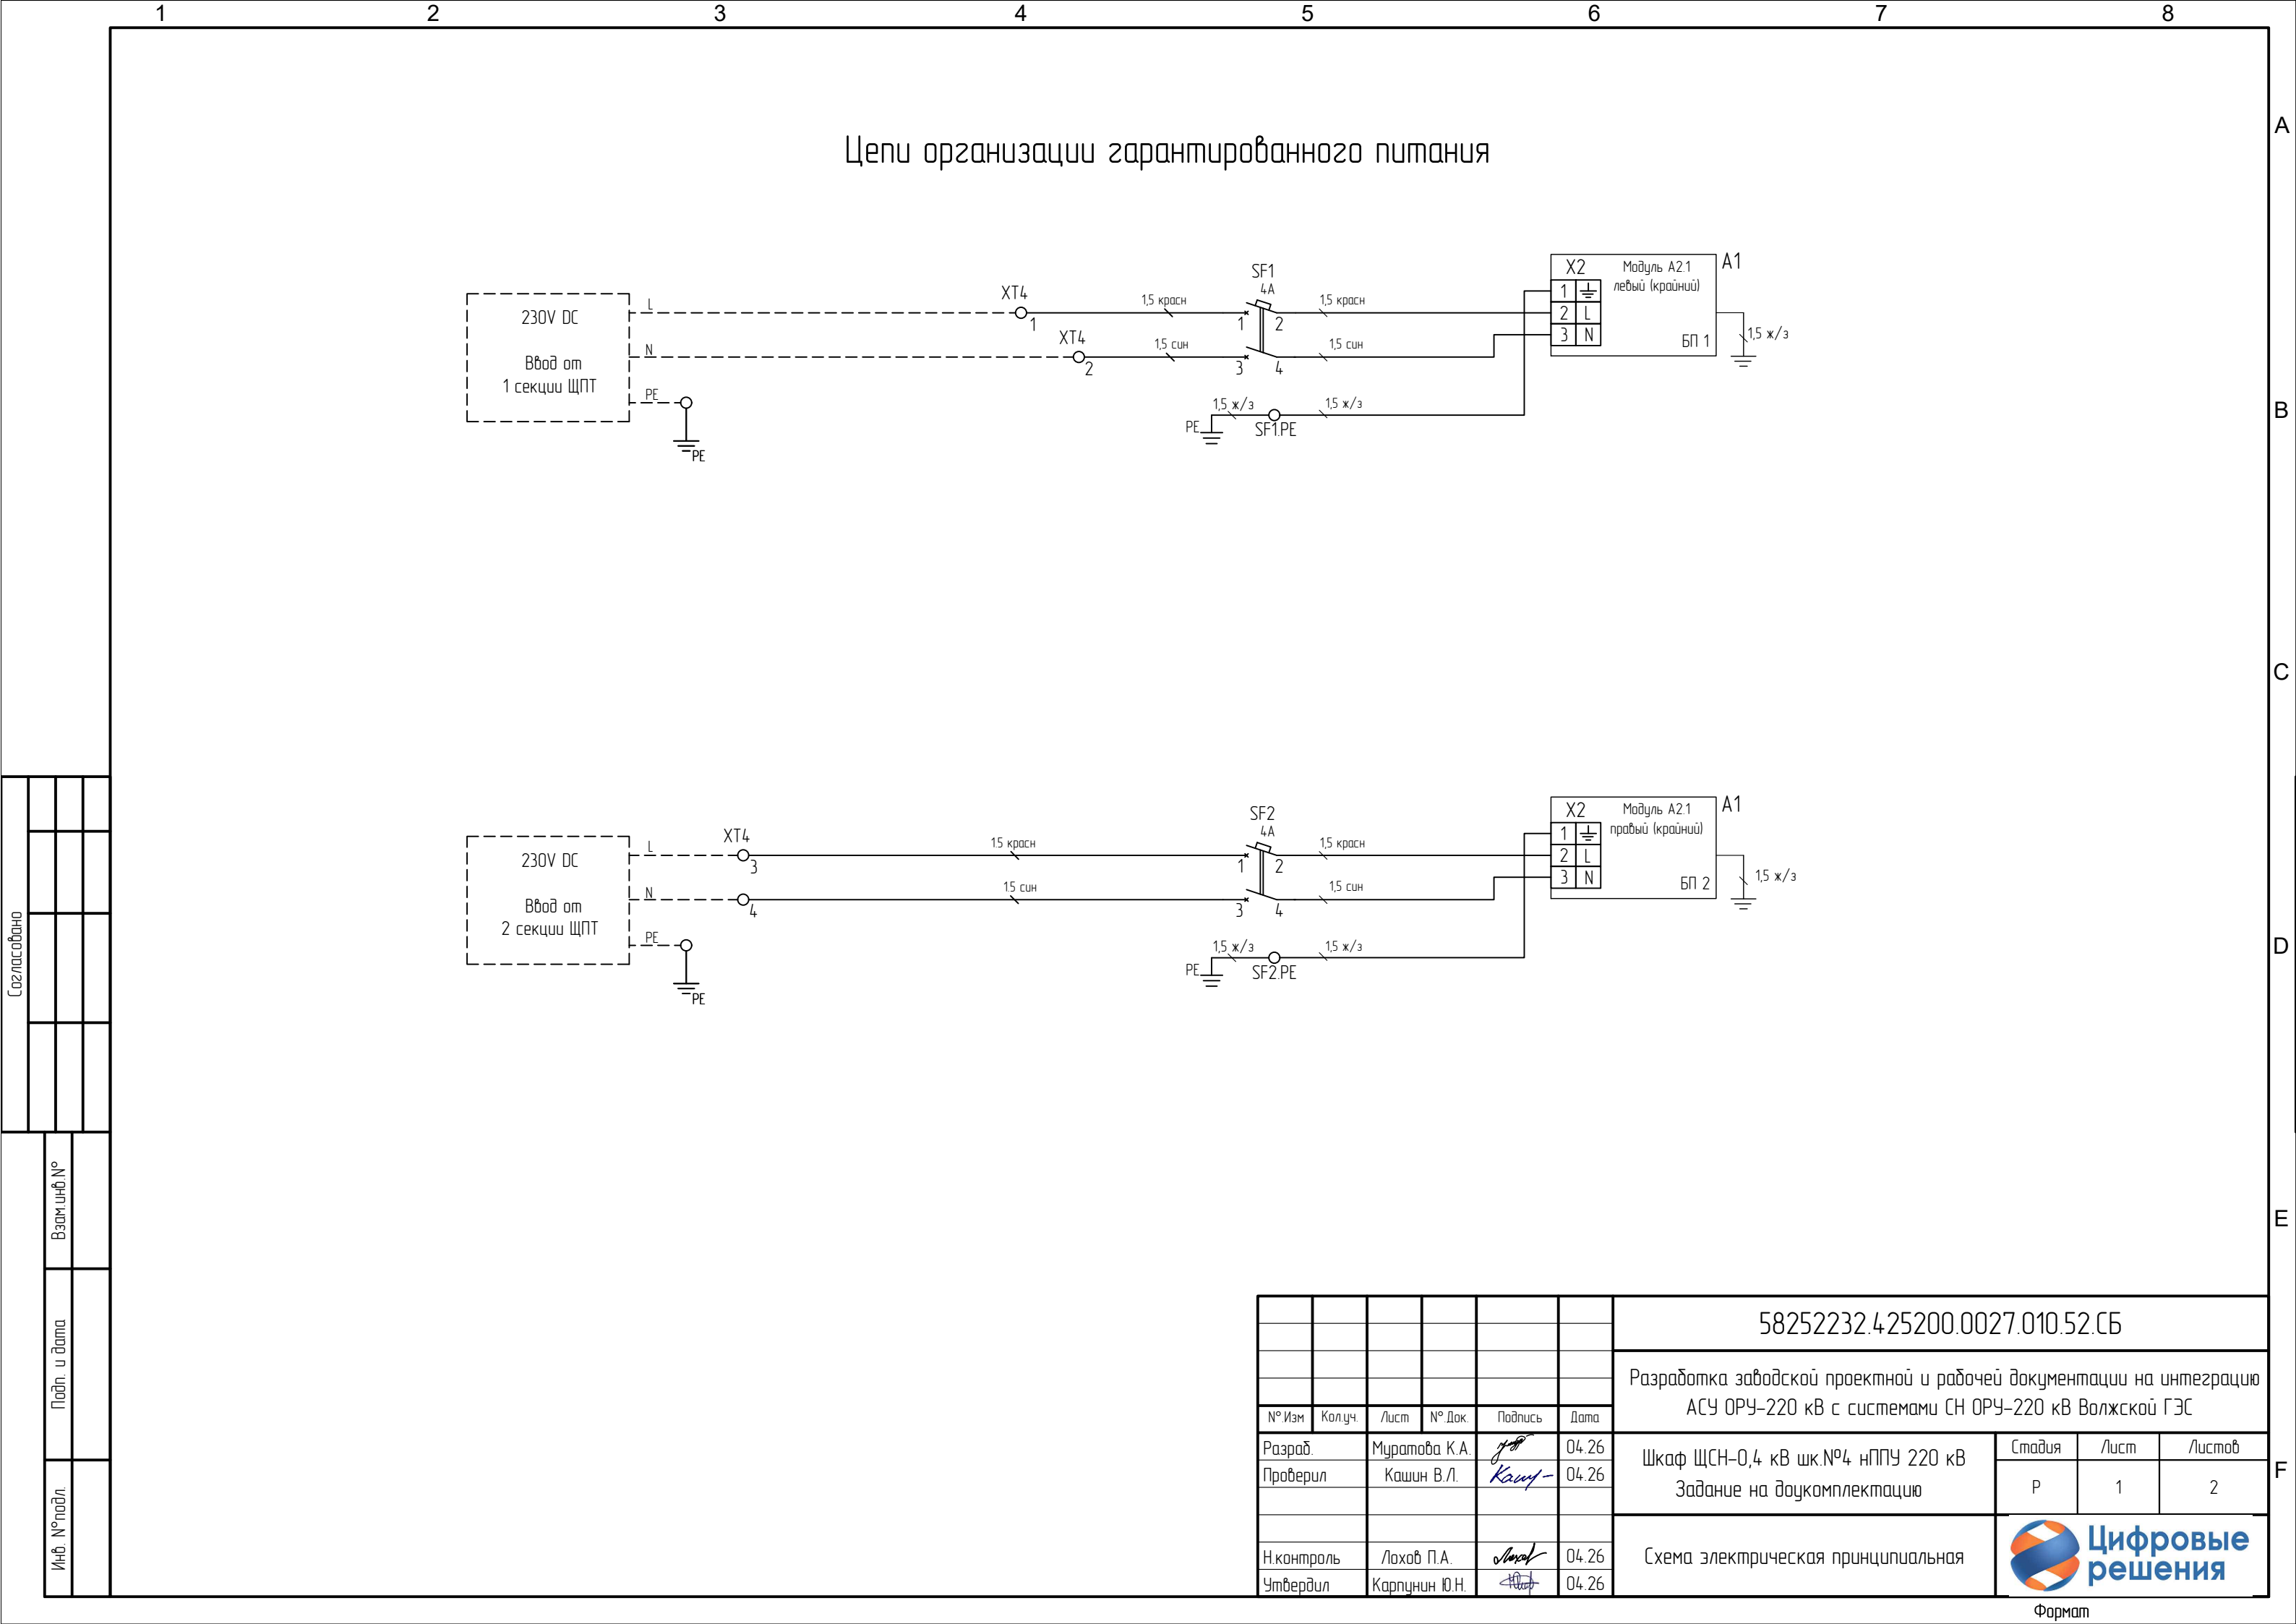 1 2 3 4 5 6 7 8
A
B
C
D
E
F
Цепи организации гарантированного питания
230V DC
Ввод от
1 секции ЩПТ
L
N
PE
PE
XT4
1
XT4
2
1,5 красн
1,5 син
SF1
4A
1 2
3 4
1,5 красн
1,5 син
1,5 ж/з
1,5 ж/з
PE
SF1.PE
X2
1
2 L
3 N
Модуль А2.1
левый (крайний)
БП 1
A1
1,5 ж/з
230V DC
Ввод от
2 секции ЩПТ
L
N
PE
PE
XT4
3
4
1.5 красн
1.5 син
SF2
4A
1 2
3 4
1,5 красн
1,5 син
1,5 ж/з
1,5 ж/з
PE
SF2.PE
X2
1
2 L
3 N
Модуль А2.1
правый (крайний)
БП 2
A1
1,5 ж/з
Согласовано
Взам.инв.N°
Подп. и дата
Инв. N°подл.
58252232.425200.0027.010.52.СБ
Разработка заводской проектной и рабочей документации на интеграцию
АСУ ОРУ-220 кВ с системами СН ОРУ-220 кВ Волжской ГЭС
N° Изм Кол.уч. Лист N° Док. Подпись Дата
Разраб. Муратова К.А. 04.26
Проверил Кашин В.Л. 04.26
Н.контроль Лохов П.А. 04.26
Утвердил Карпунин Ю.Н. 04.26
Шкаф ЩСН-0,4 кВ шк.№4 нППУ 220 кВ
Задание на доукомплектацию
Стадия Лист Листов
Р 1 2
Схема электрическая принципиальная
Цифровые
решения
Формат